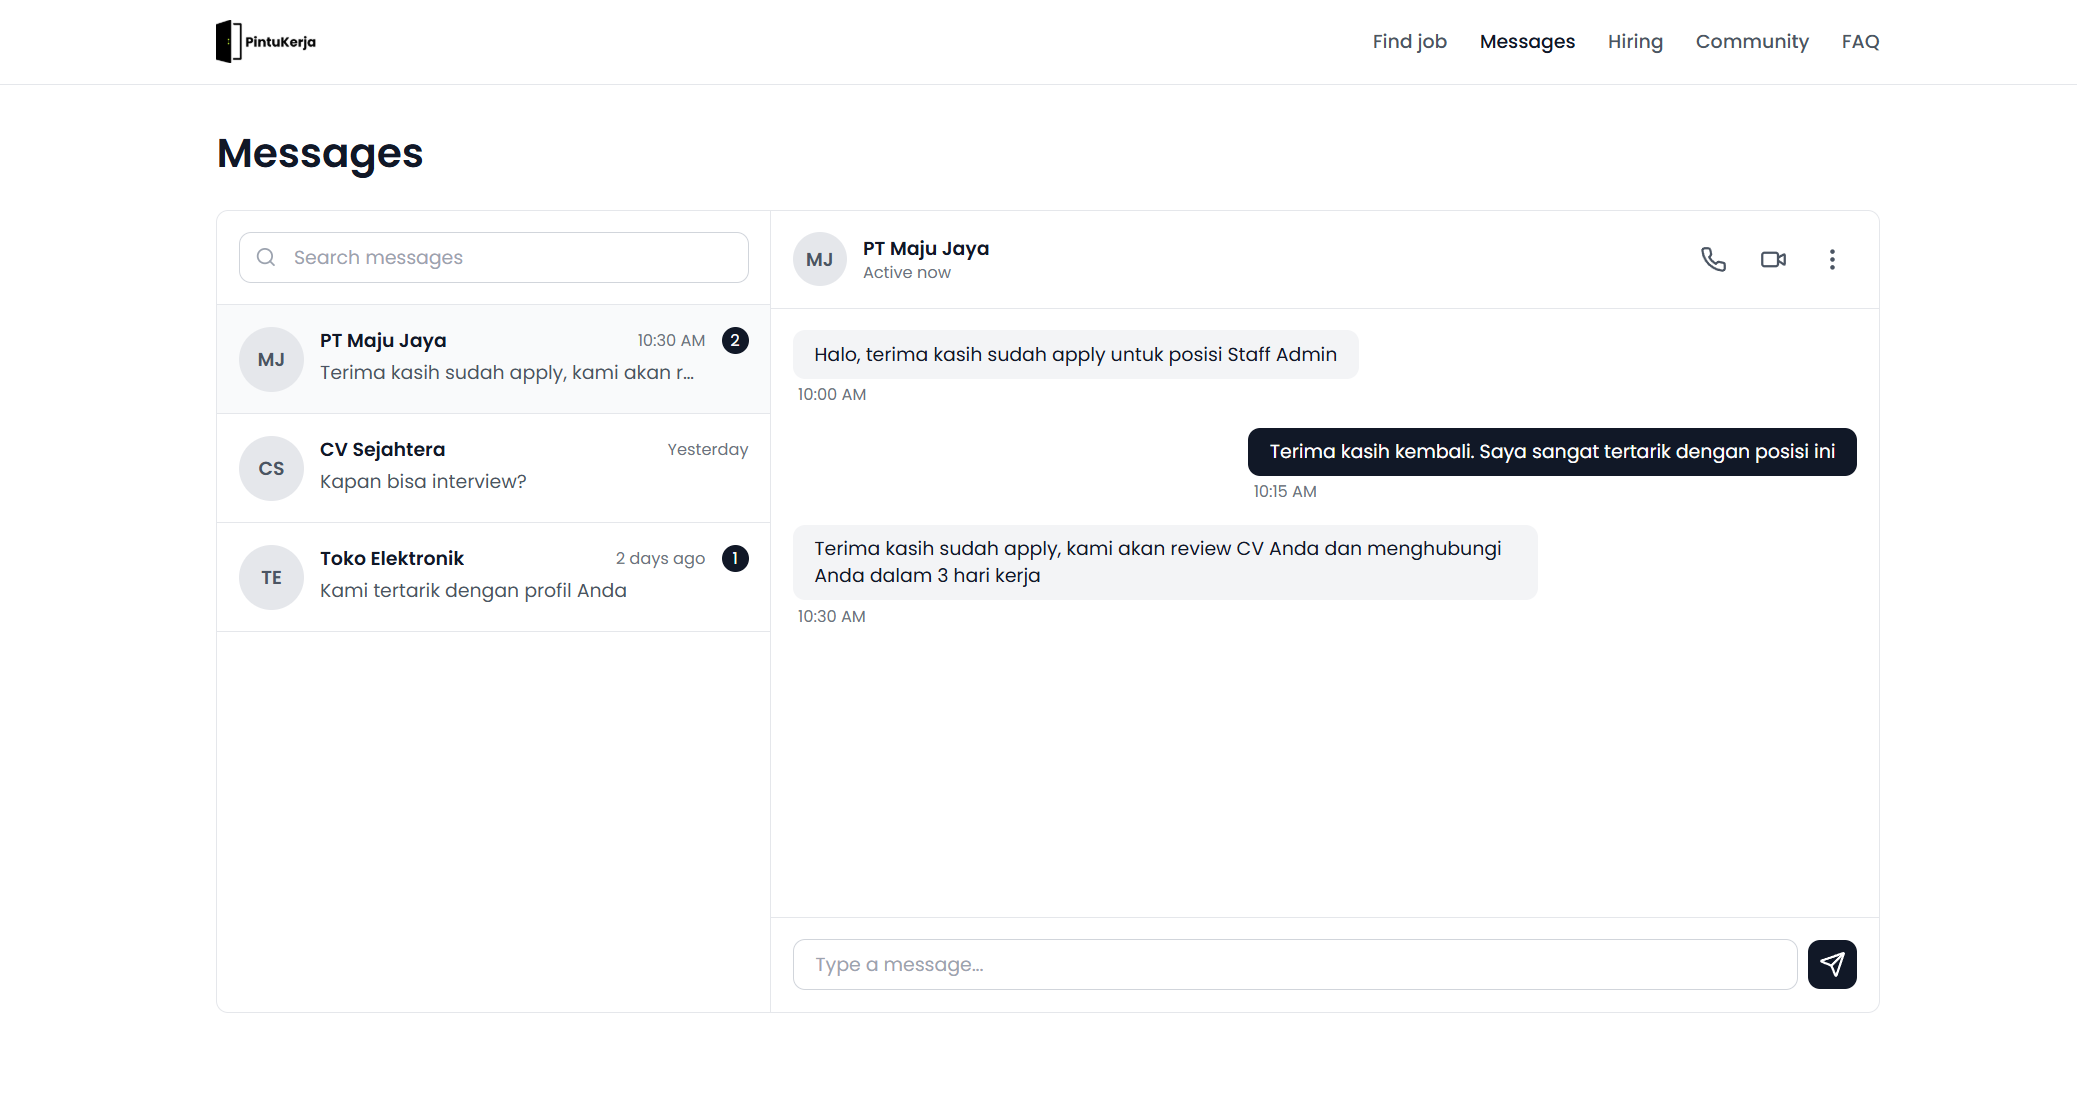 PintuKerja
Find job
Messages
Hiring
Community
FAQ
Messages
Search messages
MJ
PT Maju Jaya
10:30 AM
2
Terima kasih sudah apply, kami akan r...
CS
CV Sejahtera
Yesterday
Kapan bisa interview?
TE
Toko Elektronik
2 days ago
1
Kami tertarik dengan profil Anda
MJ
PT Maju Jaya
Active now
Halo, terima kasih sudah apply untuk posisi Staff Admin
10:00 AM
Terima kasih kembali. Saya sangat tertarik dengan posisi ini
10:15 AM
Terima kasih sudah apply, kami akan review CV Anda dan menghubungi
Anda dalam 3 hari kerja
10:30 AM
Type a message...